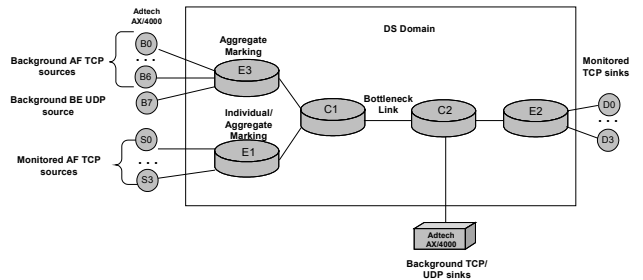 Adtech
AX/4000
DS Domain
Background AF TCP
sources
B0
. . .
B6
Background BE UDP
source
B7
Aggregate
Marking
E3
Individual/
Aggregate
Marking
E1
Monitored AF TCP
sources
S0
. . .
S3
C1
Bottleneck
Link
C2
E2
Monitored
TCP sinks
D0
. . .
D3
Adtech
AX/4000
Background TCP/
UDP sinks